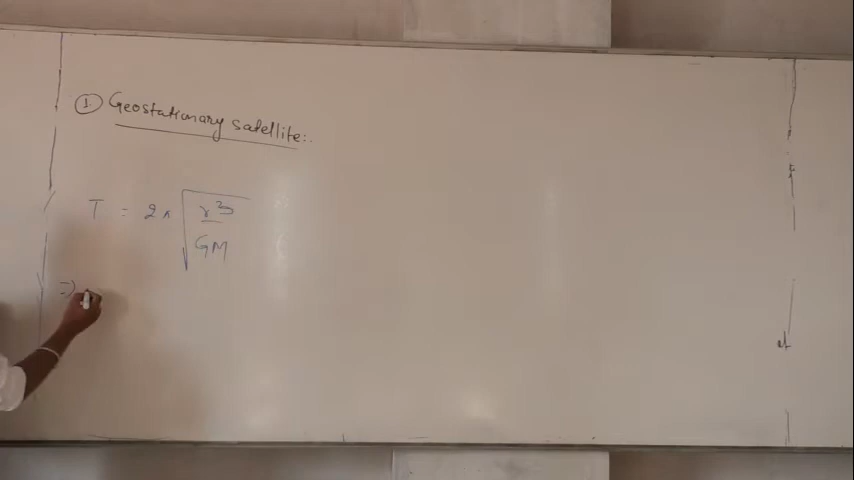 ① Geostationary satellite:.
T = 2π √(r³/GM)
⇒